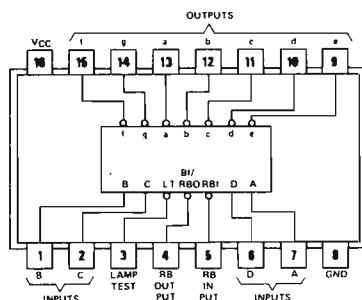 OUTPUTS
VCC f g a b c d e
16 15 14 13 12 11 10 9
f g a b c d e
BI/
B C LT RBO RBI D A
1 2 3 4 5 6 7 8
B C LAMP TEST RB OUT PUT RB IN PUT D A GND
INPUTS INPUTS